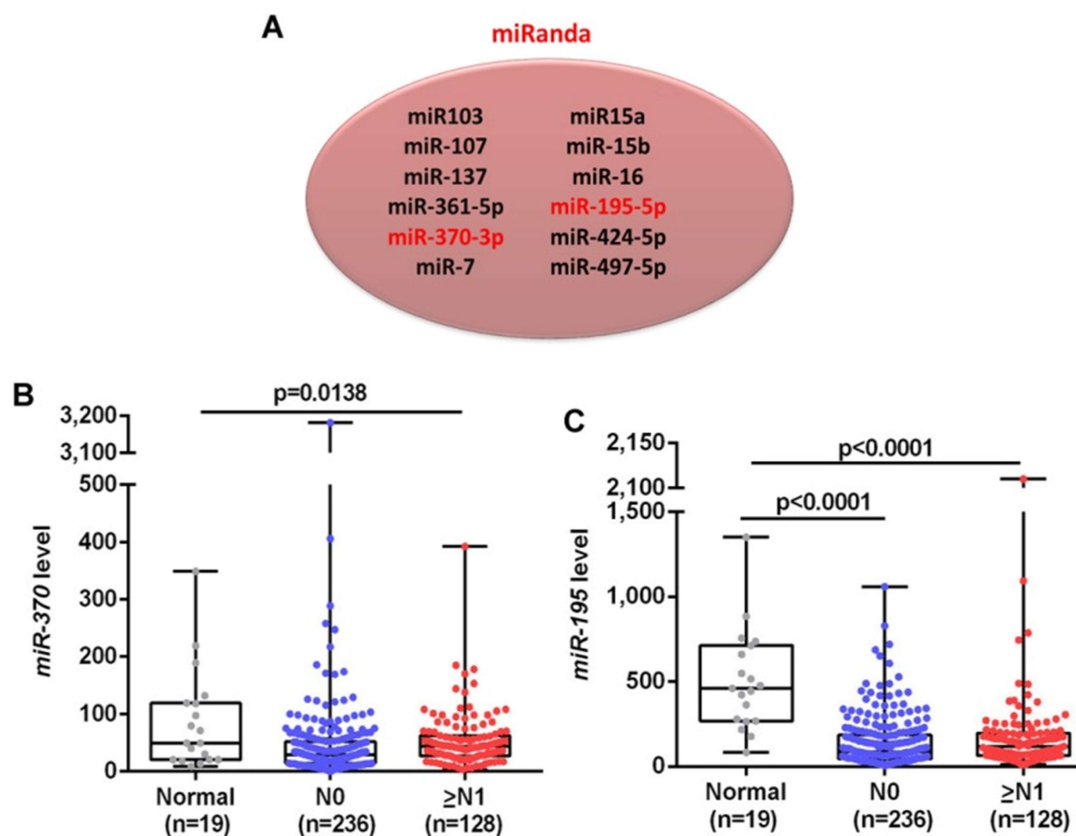 A
miRanda
miR103
miR-107
miR-137
miR-361-5p
miR-370-3p
miR-7
miR15a
miR-15b
miR-16
miR-195-5p
miR-424-5p
miR-497-5p
B
p=0.0138
3,200
3,100
500
400
300
200
100
0
miR-370 level
Normal
(n=19)
N0
(n=236)
≥N1
(n=128)
C
2,150
2,100
1,500
1,000
500
0
miR-195 level
p<0.0001
p<0.0001
Normal
(n=19)
N0
(n=236)
≥N1
(n=128)